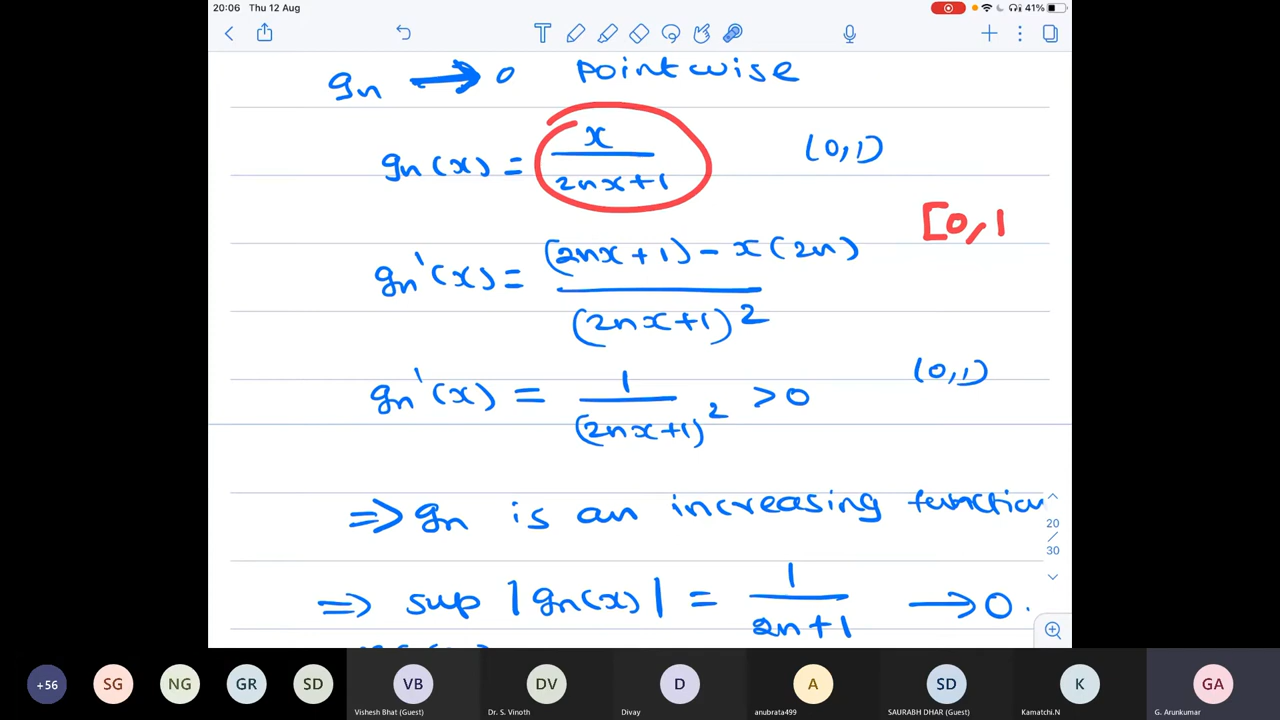 20:06 Thu 12 Aug 41%
gn → 0 pointwise
gn(x) = x / (2nx+1) (0,1)
[0,1
gn'(x) = ((2nx+1) - x(2n)) / (2nx+1)^2
gn'(x) = 1 / (2nx+1)^2 > 0 (0,1)
=> gn is an increasing function
20 / 30
=> sup |gn(x)| = 1 / (2n+1) → 0.
+56 SG NG GR SD VB DV D A SD K GA
Vishesh Bhat (Guest) Dr. S. Vinoth Divay anubrata499 SAURABH DHAR (Guest) Kamatchi.N G. Arunkumar